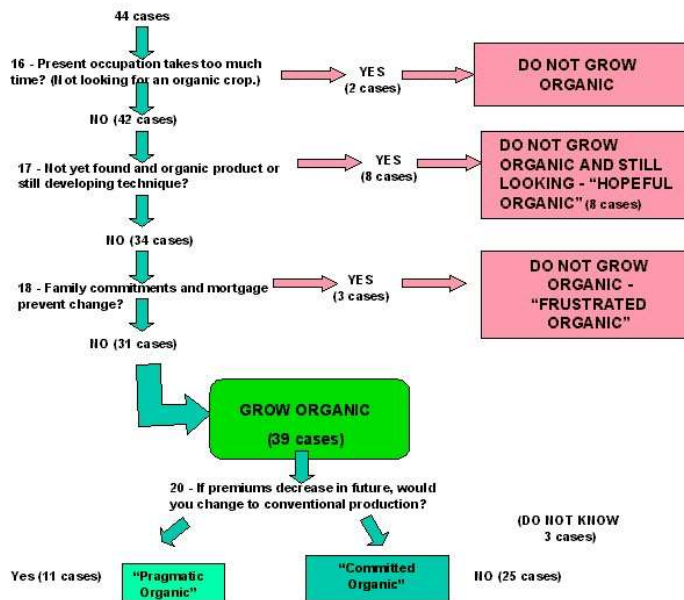 44 cases
16 - Present occupation takes too much
time? (Not looking for an organic crop.)
YES
(2 cases)
DO NOT GROW
ORGANIC
NO (42 cases)
17 - Not yet found and organic product or
still developing technique?
YES
(8 cases)
DO NOT GROW
ORGANIC AND STILL
LOOKING - “HOPEFUL
ORGANIC” (8 cases)
NO (34 cases)
18 - Family commitments and mortgage
prevent change?
YES
(3 cases)
DO NOT GROW
ORGANIC -
“FRUSTRATED
ORGANIC”
NO (31 cases)
GROW ORGANIC
(39 cases)
20 - If premiums decrease in future, would
you change to conventional production?
(DO NOT KNOW
3 cases)
Yes (11 cases)
“Pragmatic
Organic”
“Committed
Organic”
NO (25 cases)